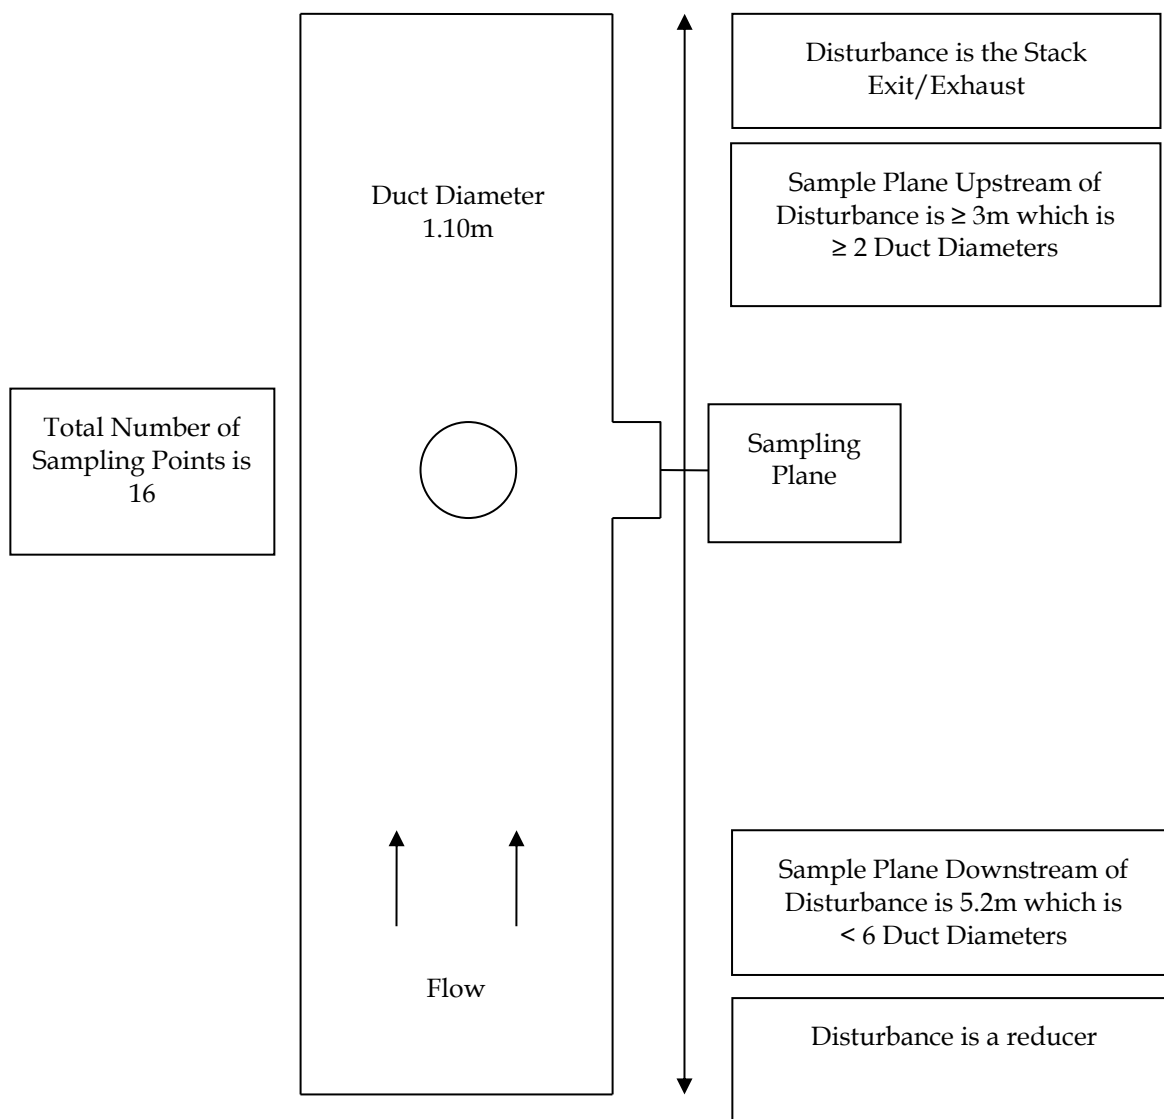 Disturbance is the Stack
Exit/Exhaust
Duct Diameter
1.10m
Sample Plane Upstream of
Disturbance is ≥ 3m which is
≥ 2 Duct Diameters
Total Number of
Sampling Points is
16
Sampling
Plane
Sample Plane Downstream of
Disturbance is 5.2m which is
< 6 Duct Diameters
Flow
Disturbance is a reducer